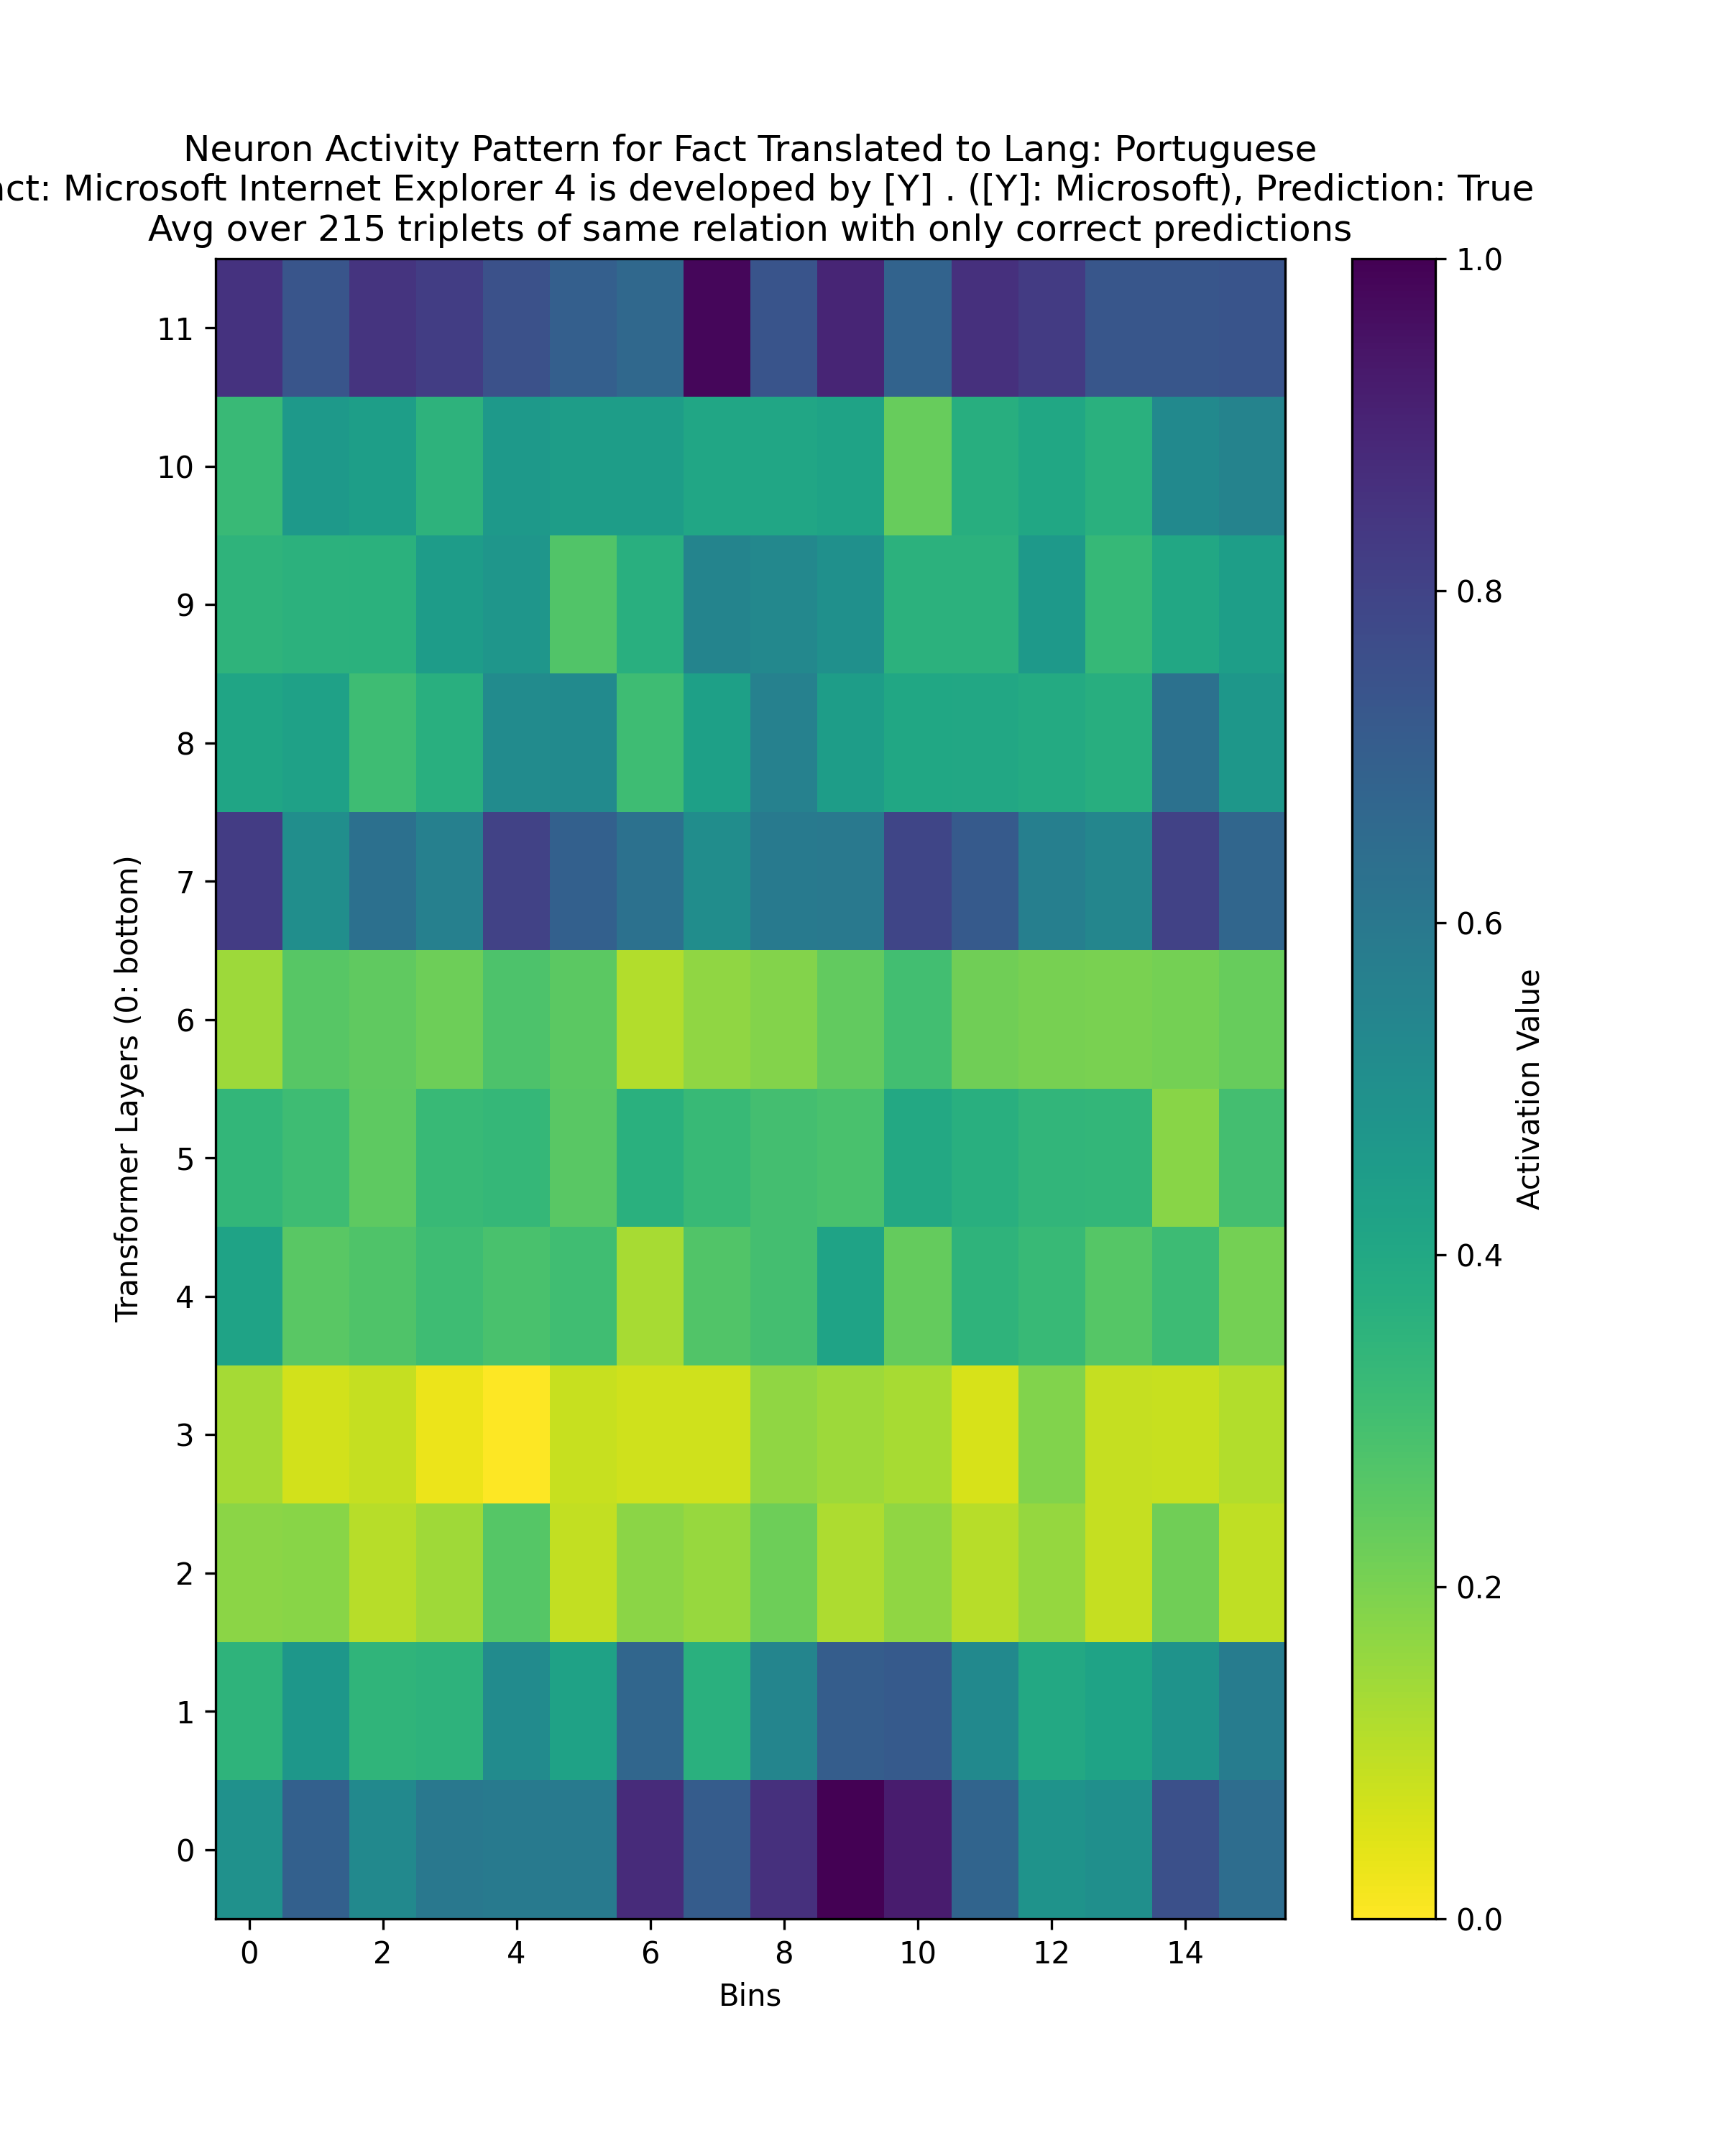 Neuron Activity Pattern for Fact Translated to Lang: Portuguese
: Microsoft Internet Explorer 4 is developed by [Y] . ([Y]: Microsoft), Prediction: True
Avg over 215 triplets of same relation with only correct predictions
11
10
9
8
7
6
5
4
3
2
1
0
Transformer Layers (0: bottom)
0 2 4 6 8 10 12 14
Bins
1.0
0.8
0.6
0.4
0.2
0.0
Activation Value